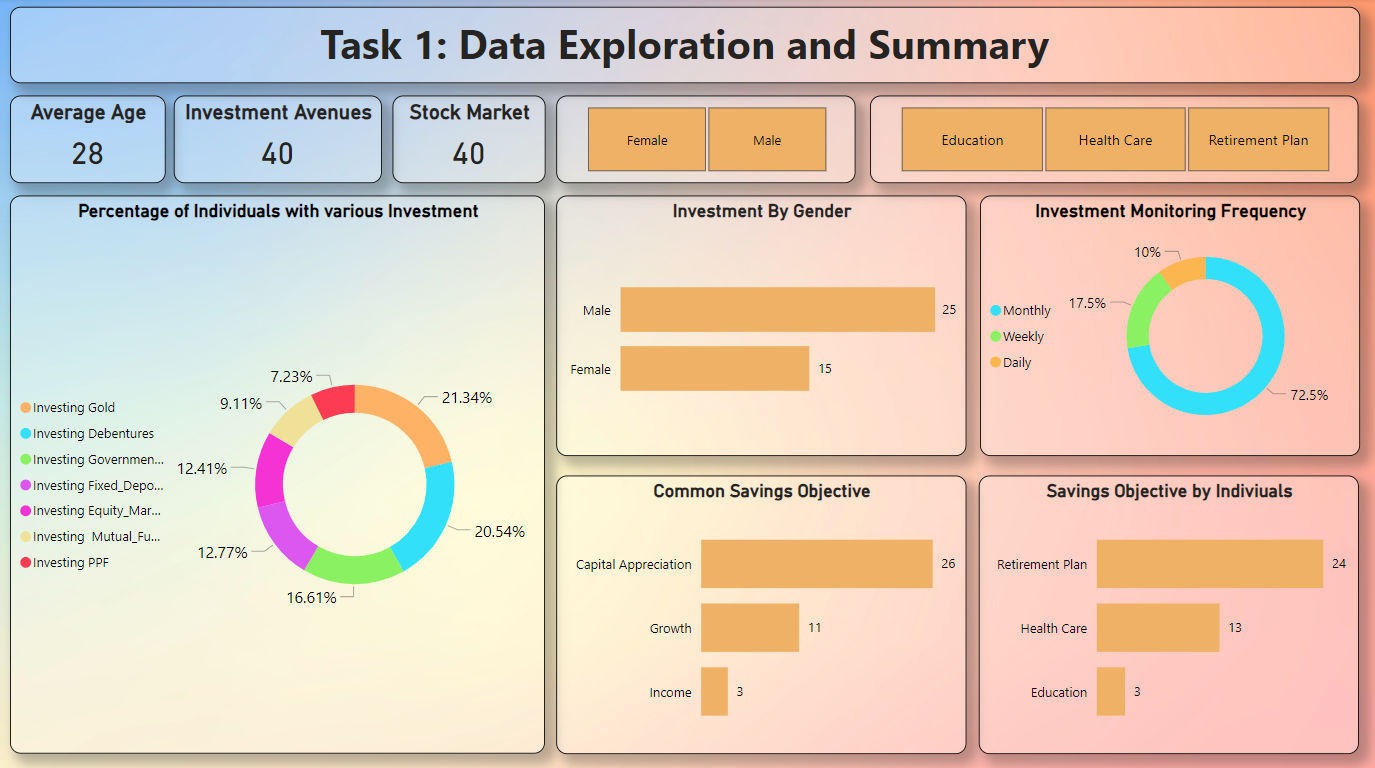 Task 1: Data Exploration and Summary
Average Age
28
Investment Avenues
40
Stock Market
40
Female
Male
Education
Health Care
Retirement Plan
Percentage of Individuals with various Investment
Investing Gold
Investing Debentures
Investing Governmen...
Investing Fixed_Depo...
Investing Equity_Mar...
Investing Mutual_Fu...
Investing PPF
7.23%
9.11%
12.41%
12.77%
16.61%
21.34%
20.54%
Investment By Gender
Male 25
Female 15
Investment Monitoring Frequency
Monthly
Weekly
Daily
10%
17.5%
72.5%
Common Savings Objective
Capital Appreciation 26
Growth 11
Income 3
Savings Objective by Indiviuals
Retirement Plan 24
Health Care 13
Education 3